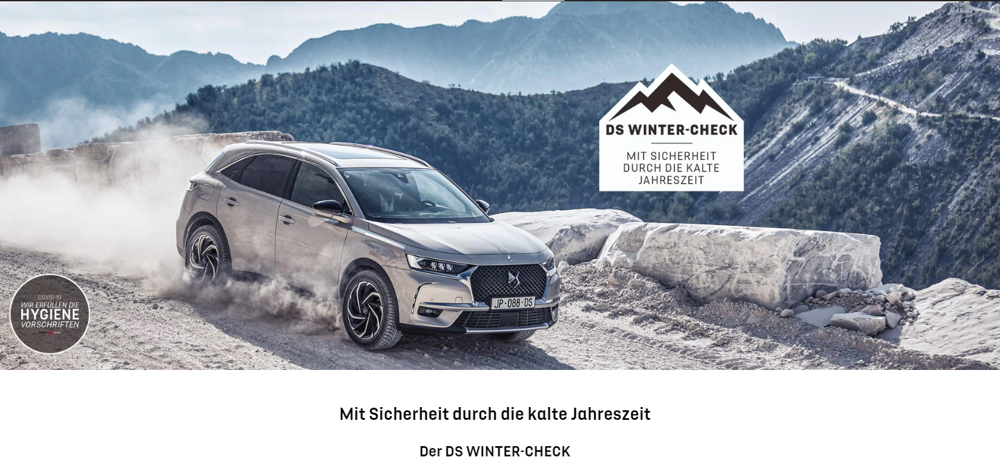 DS WINTER-CHECK
MIT SICHERHEIT
DURCH DIE KALTE
JAHRESZEIT
JP-088-DS
COVID-19
WIR ERFÜLLEN DIE
HYGIENE
VORSCHRIFTEN
Mit Sicherheit durch die kalte Jahreszeit
Der DS WINTER-CHECK